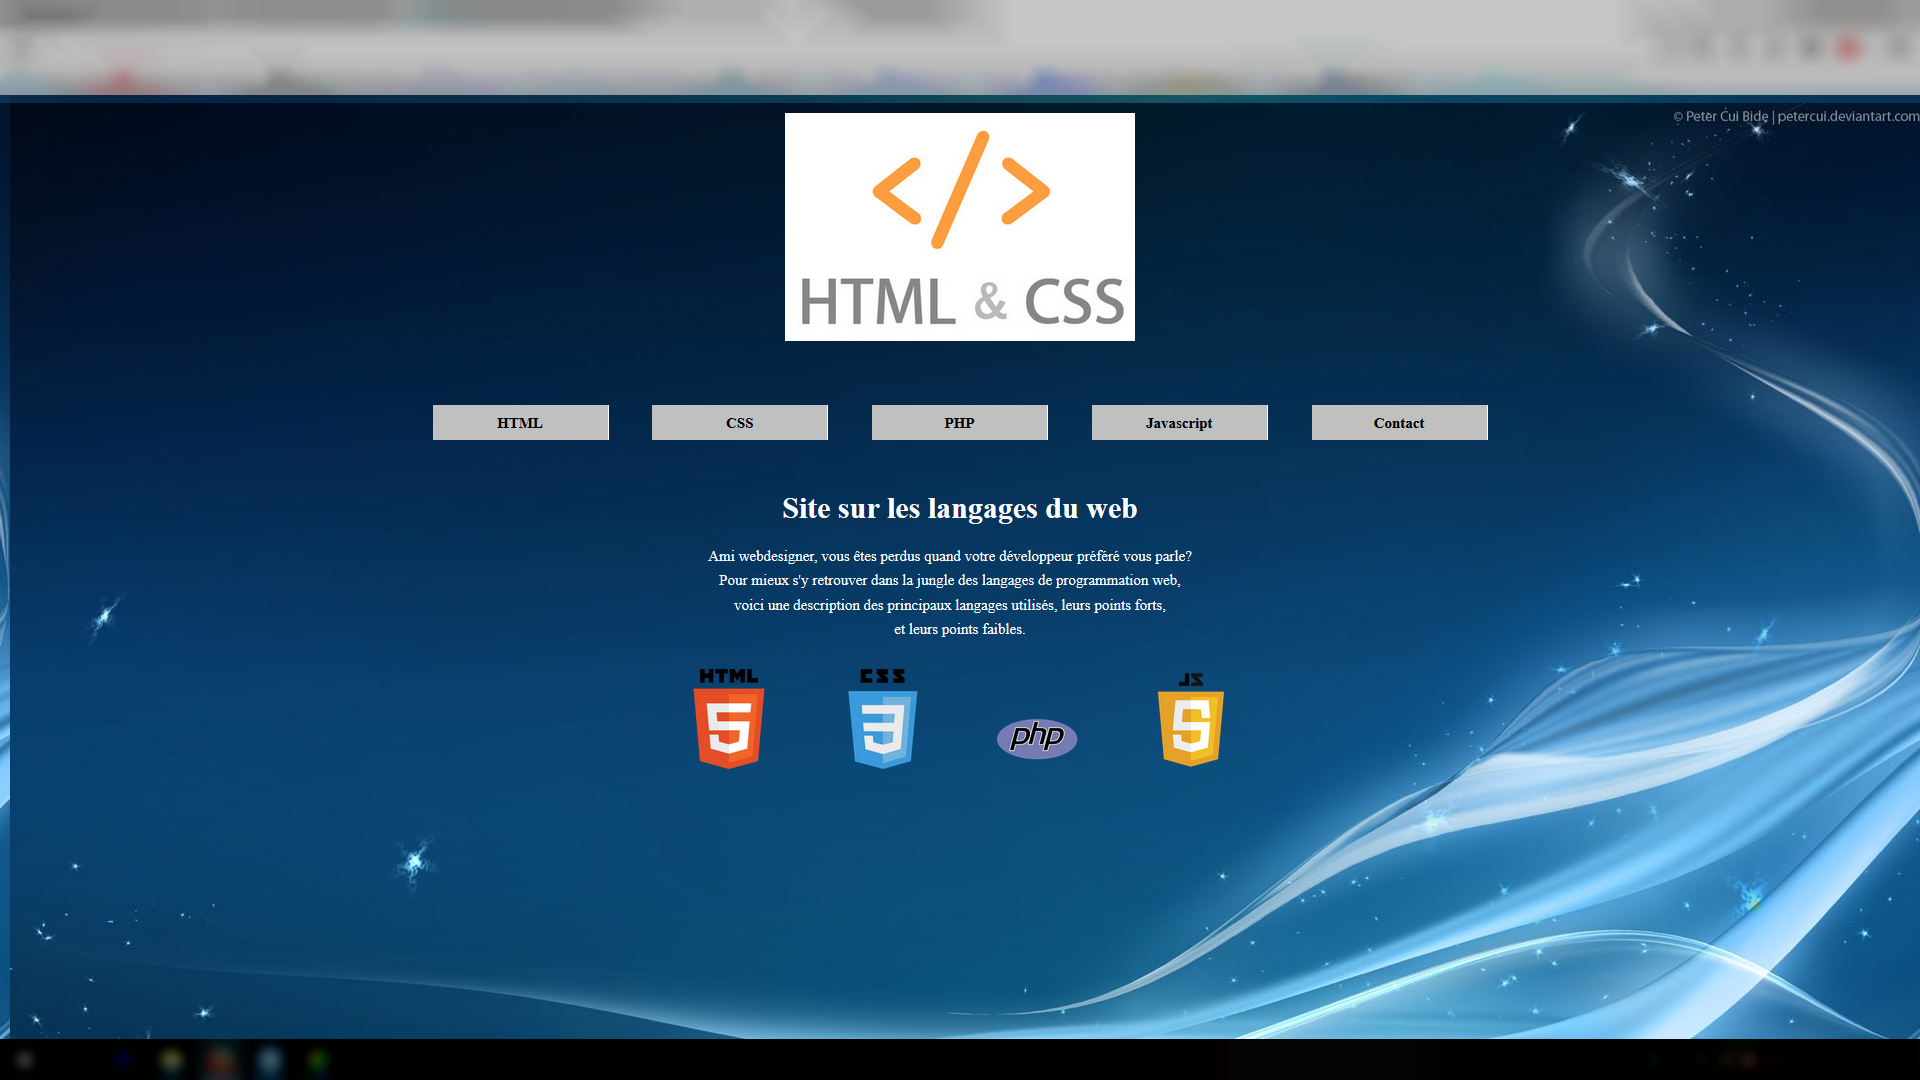 © Peter Cui Bide | petercui.deviantart.com
</>
HTML & CSS
HTML
CSS
PHP
Javascript
Contact
Site sur les langages du web
Ami webdesigner, vous êtes perdus quand votre développeur préféré vous parle?
Pour mieux s'y retrouver dans la jungle des langages de programmation web,
voici une description des principaux langages utilisés, leurs points forts,
et leurs points faibles.
HTML
5
CSS
3
php
JS
5